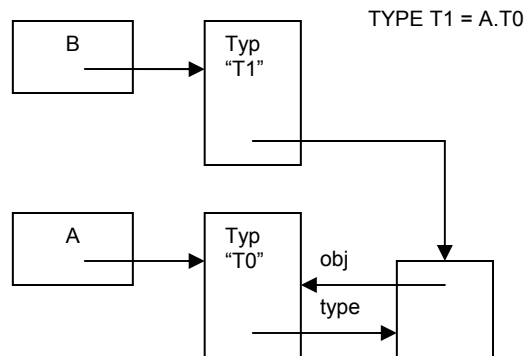 TYPE T1 = A.T0
B
Typ
“T1”
A
Typ
“T0”
obj
type